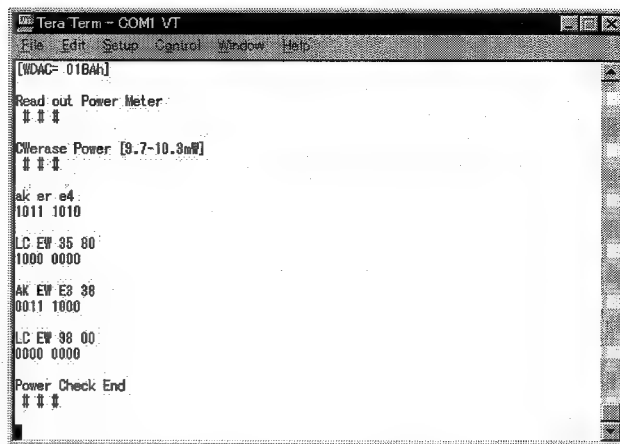 Tera Term - COM1 VT
File Edit Setup Control Window Help
[WDAC= 01BAh]
Read out Power Meter
# # #
CWerase Power [9.7-10.3mW]
# # #
ak er e4
1011 1010
LC EW 35 80
1000 0000
AK EW E3 38
0011 1000
LC EW 98 00
0000 0000
Power Check End
# # #